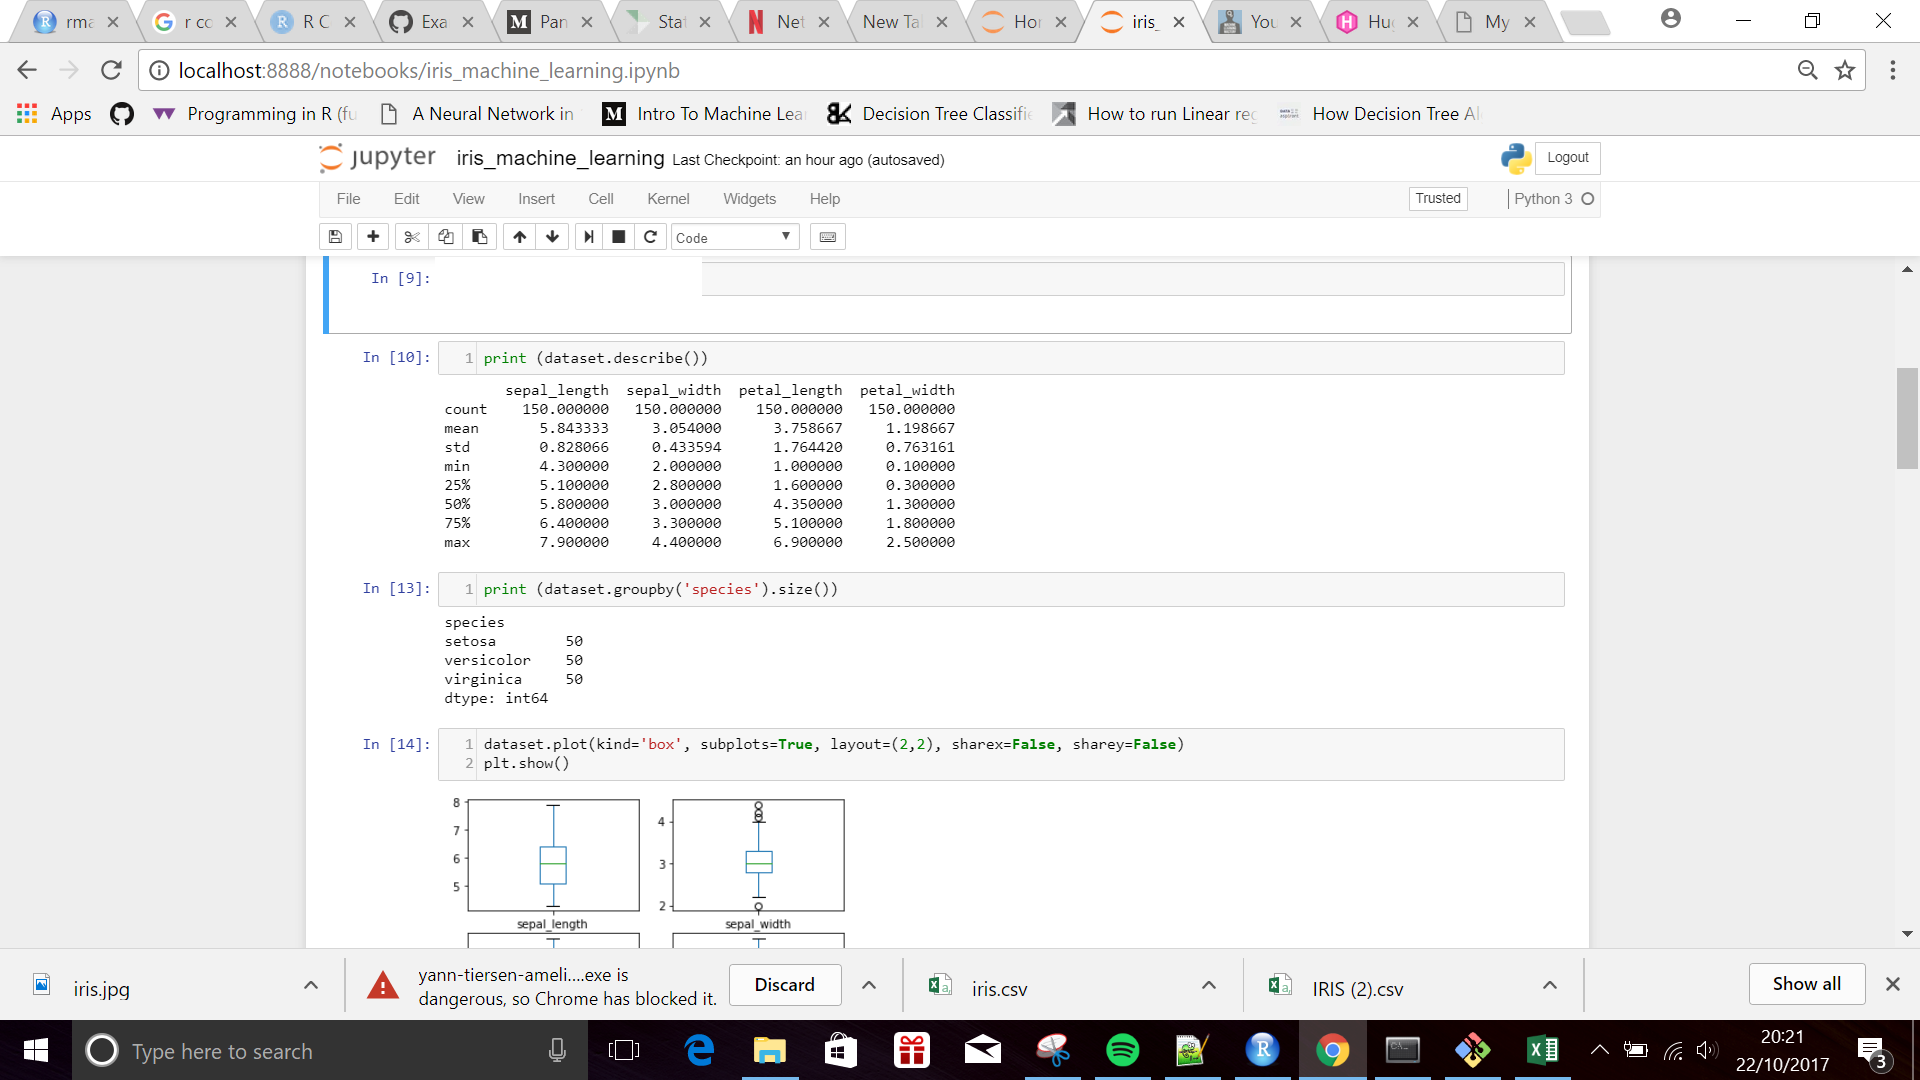 rma
r co
R C
Exa
Pan
Stat
Net
New Ta
Hor
iris_
You
Hug
My
localhost:8888/notebooks/iris_machine_learning.ipynb
Apps
Programming in R (fu
A Neural Network in
M Intro To Machine Lea
Decision Tree Classifi
How to run Linear reg
How Decision Tree Al
jupyter iris_machine_learning Last Checkpoint: an hour ago (autosaved)
Logout
File Edit View Insert Cell Kernel Widgets Help
Trusted
Python 3
Code
In [9]:
In [10]:
1 print (dataset.describe())
sepal_length sepal_width petal_length petal_width
count 150.000000 150.000000 150.000000 150.000000
mean 5.843333 3.054000 3.758667 1.198667
std 0.828066 0.433594 1.764420 0.763161
min 4.300000 2.000000 1.000000 0.100000
25% 5.100000 2.800000 1.600000 0.300000
50% 5.800000 3.000000 4.350000 1.300000
75% 6.400000 3.300000 5.100000 1.800000
max 7.900000 4.400000 6.900000 2.500000
In [13]:
1 print (dataset.groupby('species').size())
species
setosa 50
versicolor 50
virginica 50
dtype: int64
In [14]:
1 dataset.plot(kind='box', subplots=True, layout=(2,2), sharex=False, sharey=False)
2 plt.show()
8
7
6
5
sepal_length
4
3
2
sepal_width
iris.jpg
yann-tiersen-ameli....exe is
dangerous, so Chrome has blocked it.
Discard
iris.csv
IRIS (2).csv
Show all
Type here to search
20:21
22/10/2017
3